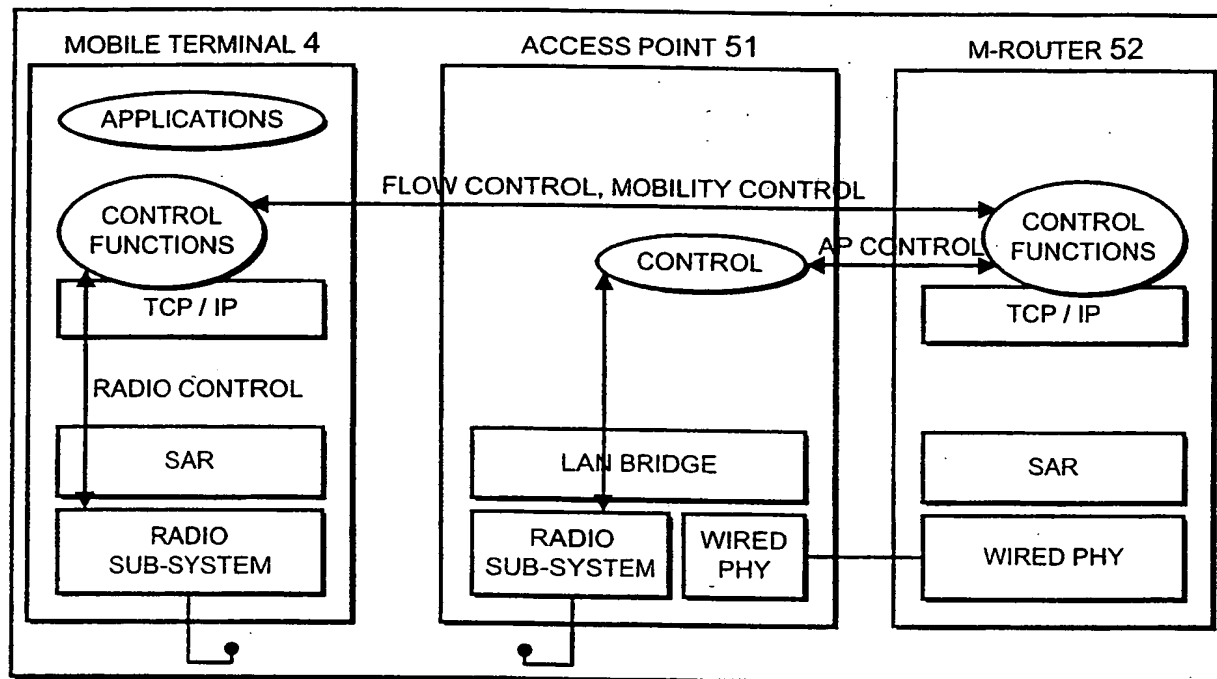 MOBILE TERMINAL 4
ACCESS POINT 51
M-ROUTER 52
APPLICATIONS
FLOW CONTROL, MOBILITY CONTROL
CONTROL
FUNCTIONS
CONTROL
AP CONTROL
CONTROL
FUNCTIONS
TCP / IP
TCP / IP
RADIO CONTROL
SAR
LAN BRIDGE
SAR
RADIO
SUB-SYSTEM
RADIO
SUB-SYSTEM
WIRED
PHY
WIRED PHY